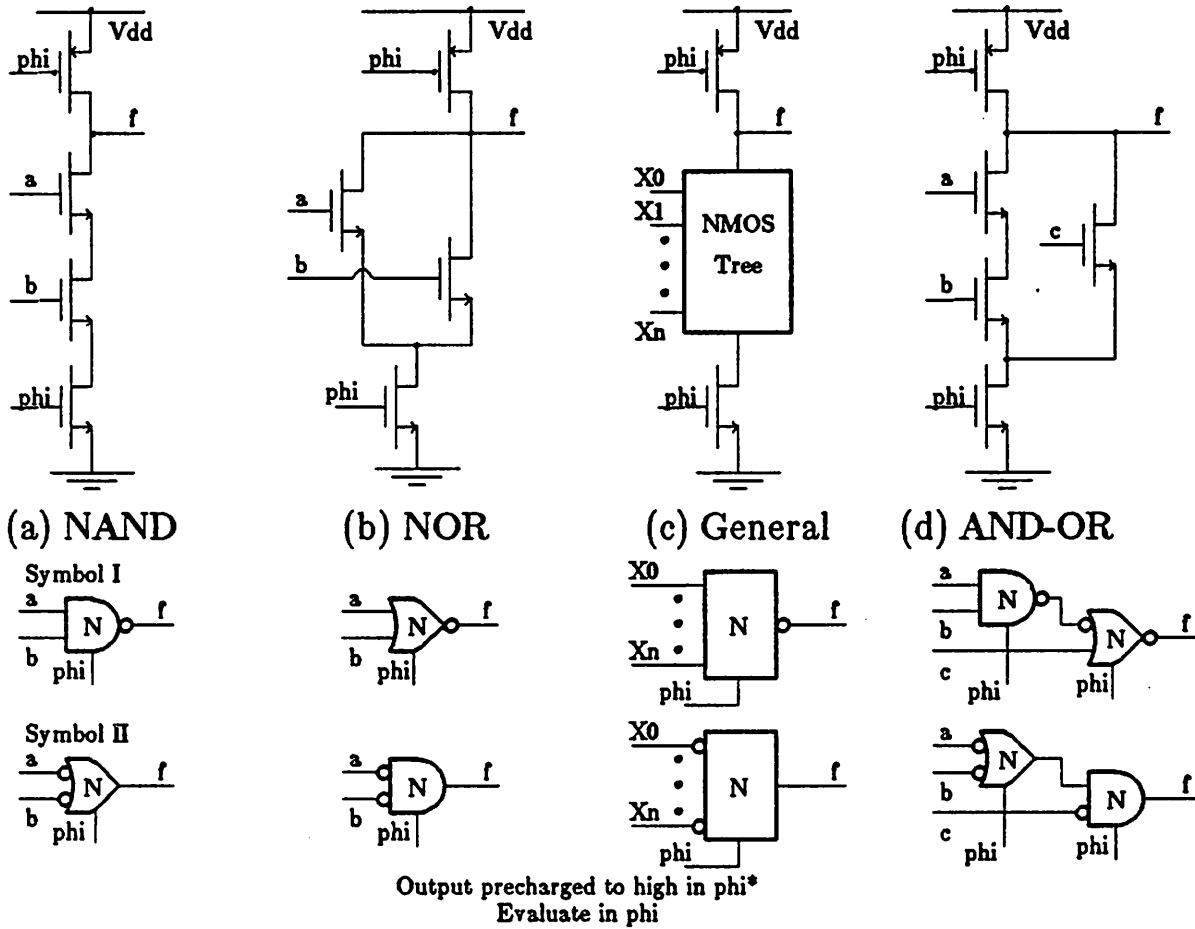 Vdd
phi
f
a
b
phi
Vdd
phi
f
a
b
phi
Vdd
phi
f
X0
X1
Xn
NMOS
Tree
phi
Vdd
phi
f
a
c
b
phi
(a) NAND
(b) NOR
(c) General
(d) AND-OR
Symbol I
a
b
N
phi
f
a
b
N
phi
f
X0
Xn
N
phi
f
a
b
c
N
N
phi
phi
f
Symbol II
a
b
N
phi
f
a
b
N
phi
f
X0
Xn
N
phi
f
a
b
c
N
N
phi
phi
f
Output precharged to high in phi*
Evaluate in phi